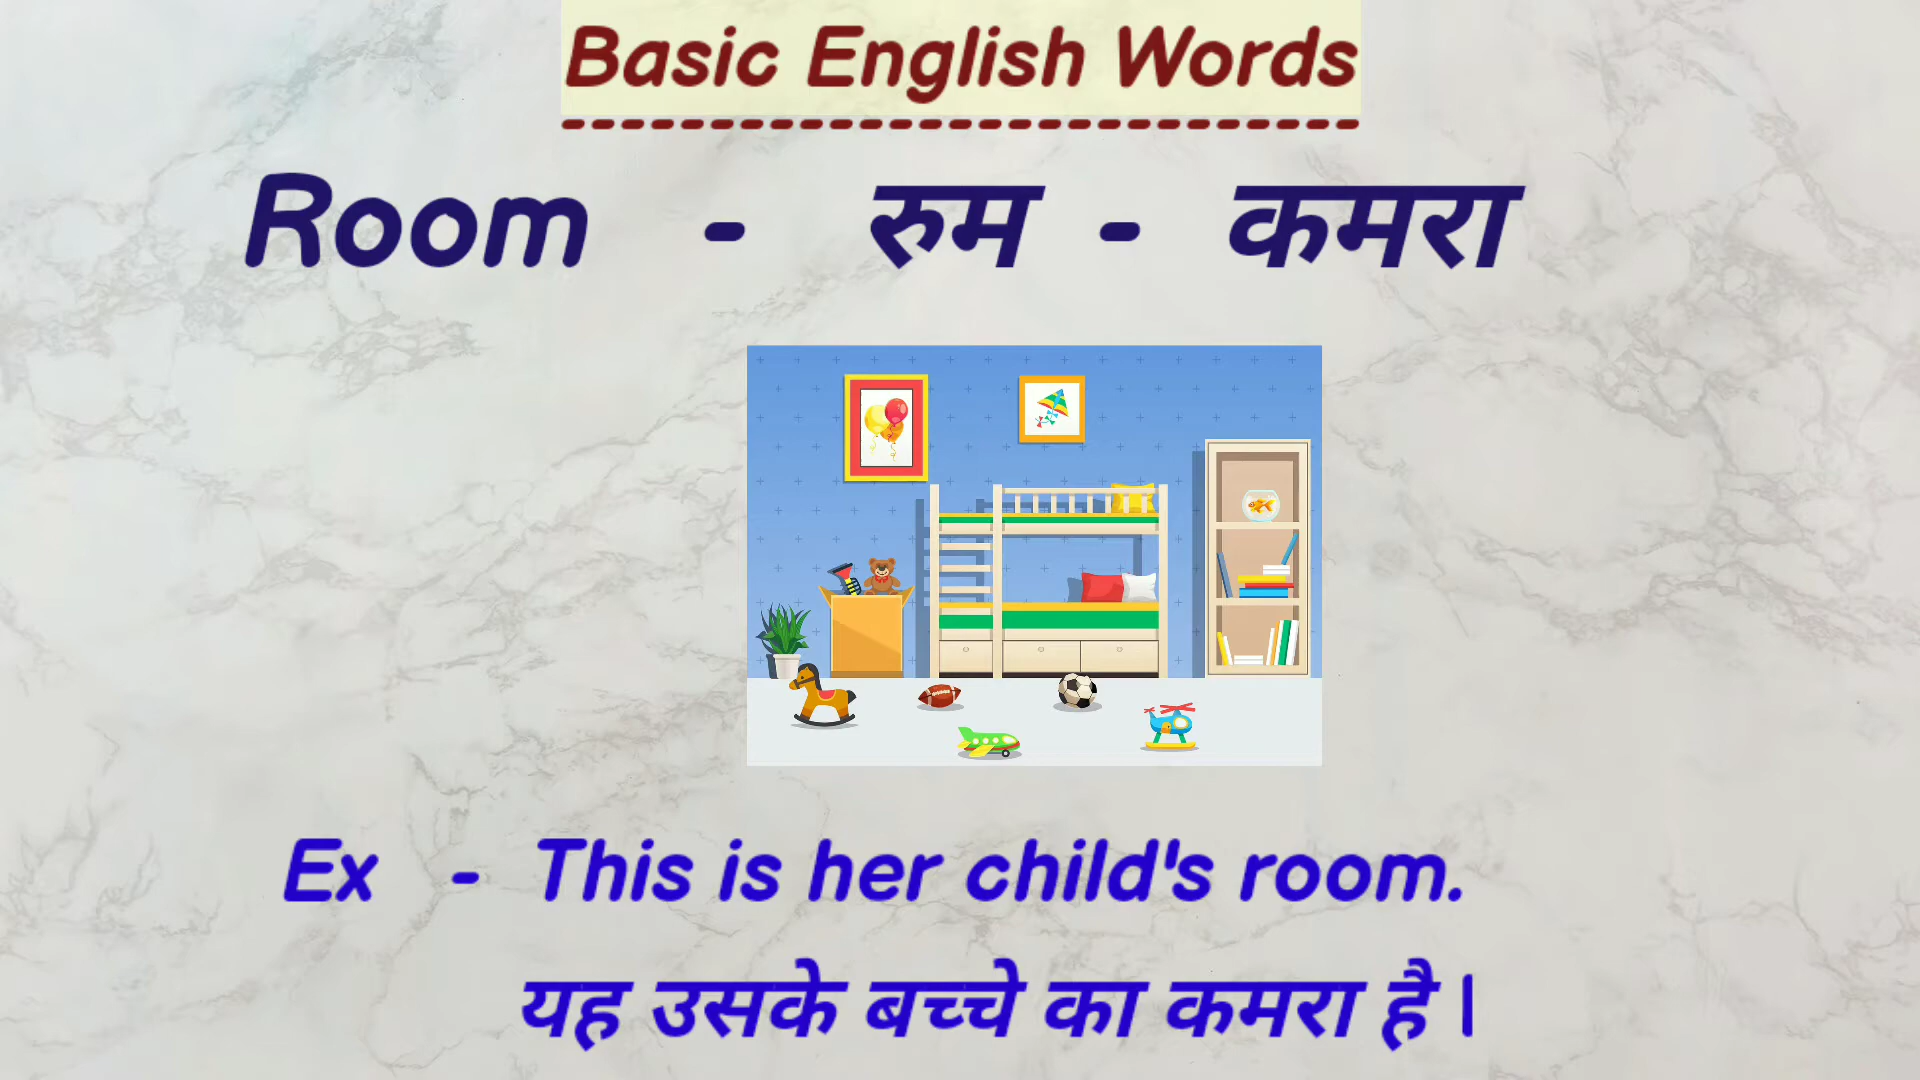 Basic English Words
Room - रुम - कमरा
Ex - This is her child's room.
यह उसके बच्चे का कमरा है।